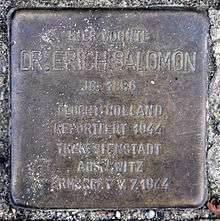 HIER WOHNTE
DR. ERICH SALOMON
JG. 1886
FLUCHT HOLLAND
DEPORTIERT 1944
THERESIENSTADT
AUSCHWITZ
ERMORDET 7.7.1944